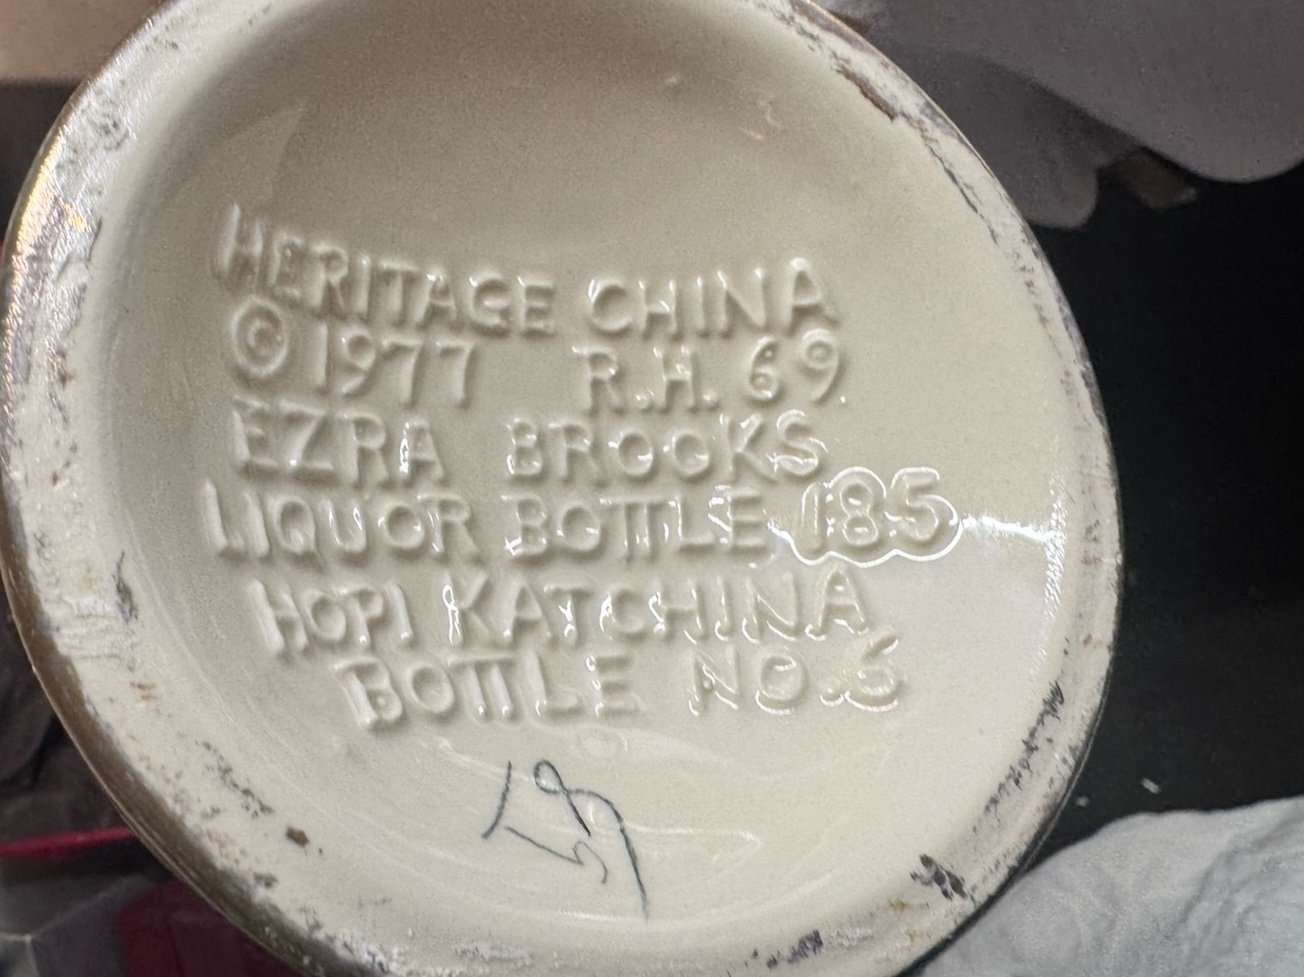 HERITAGE CHINA
© 1977 R.H. 69
EZRA BROOKS
LIQUOR BOTTLE 185
HOPI KATCHINA
BOTTLE NO. 6